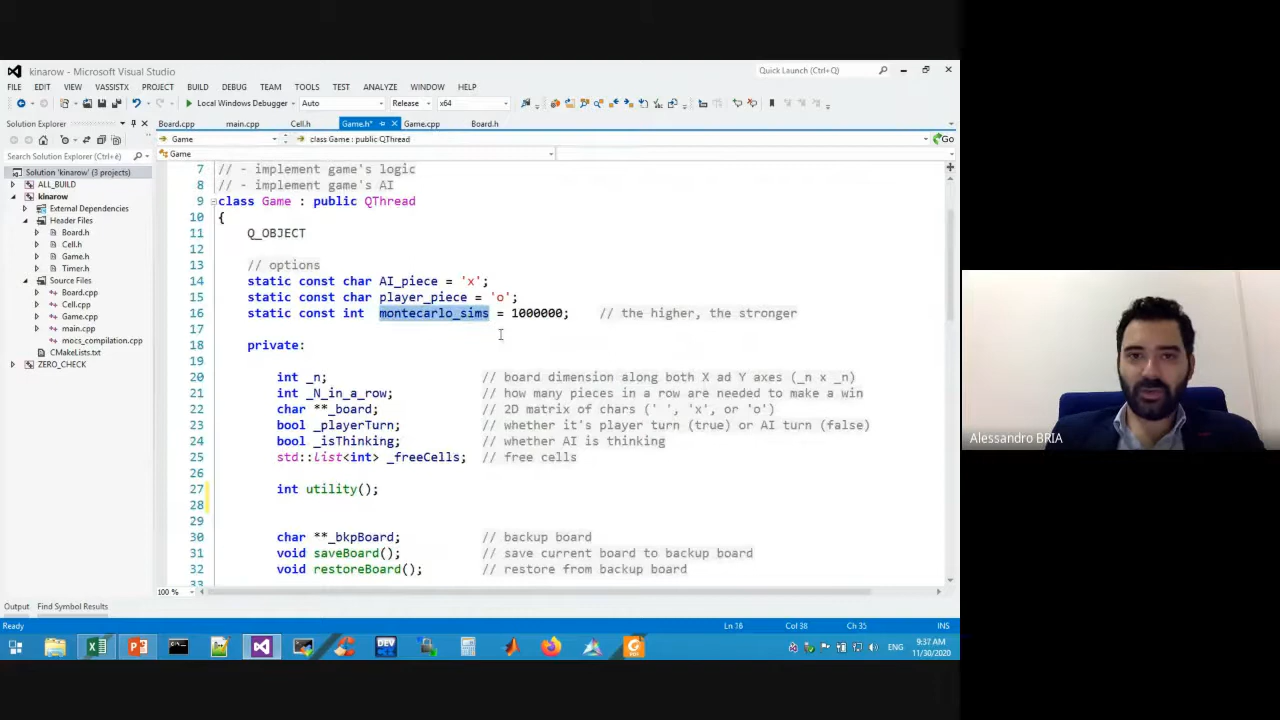 kinarow - Microsoft Visual Studio
Quick Launch (Ctrl+Q)
FILE EDIT VIEW VASSISTX PROJECT BUILD DEBUG TEAM TOOLS TEST ANALYZE WINDOW HELP
Local Windows Debugger Auto Release x64
Solution Explorer
Board.cpp main.cpp Cell.h Game.h* Game.cpp Board.h
Game
class Game : public QThread
Go
Search Solution Explorer (Ctrl+è)
Game
Solution 'kinarow' (3 projects)
ALL_BUILD
kinarow
External Dependencies
Header Files
Board.h
Cell.h
Game.h
Timer.h
Source Files
Board.cpp
Cell.cpp
Game.cpp
main.cpp
mocs_compilation.cpp
CMakeLists.txt
ZERO_CHECK
7 // - implement game's logic
8 // - implement game's AI
9 class Game : public QThread
10 {
11 Q_OBJECT
12
13 // options
14 static const char AI_piece = 'x';
15 static const char player_piece = 'o';
16 static const int montecarlo_sims = 1000000; // the higher, the stronger
17
18 private:
19
20 int _n; // board dimension along both X ad Y axes (_n x _n)
21 int _N_in_a_row; // how many pieces in a row are needed to make a win
22 char **_board; // 2D matrix of chars (' ', 'x', or 'o')
23 bool _playerTurn; // whether it's player turn (true) or AI turn (false)
24 bool _isThinking; // whether AI is thinking
25 std::list<int> _freeCells; // free cells
26
27 int utility();
28
29
30 char **_bkpBoard; // backup board
31 void saveBoard(); // save current board to backup board
32 void restoreBoard(); // restore from backup board
33
100 %
Output Find Symbol Results
Ready
Ln 16 Col 38 Ch 35 INS
DEV
ENG
9:37 AM
11/30/2020
Alessandro BRIA